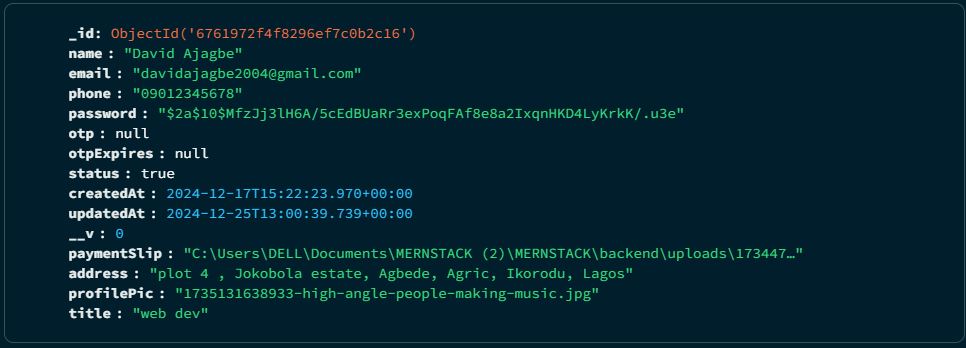 _id: ObjectId('6761972f4f8296ef7c0b2c16')
name : "David Ajagbe"
email : "davidajagbe2004@gmail.com"
phone : "09012345678"
password : "$2a$10$MfzJj3lH6A/5cEdBUaRr3exPoqFAf8e8a2IxqnHKD4LyKrkK/.u3e"
otp : null
otpExpires : null
status : true
createdAt : 2024-12-17T15:22:23.970+00:00
updatedAt : 2024-12-25T13:00:39.739+00:00
__v : 0
paymentSlip : "C:\Users\DELL\Documents\MERNSTACK (2)\MERNSTACK\backend\uploads\173447…"
address : "plot 4 , Jokobola estate, Agbede, Agric, Ikorodu, Lagos"
profilePic : "1735131638933-high-angle-people-making-music.jpg"
title : "web dev"